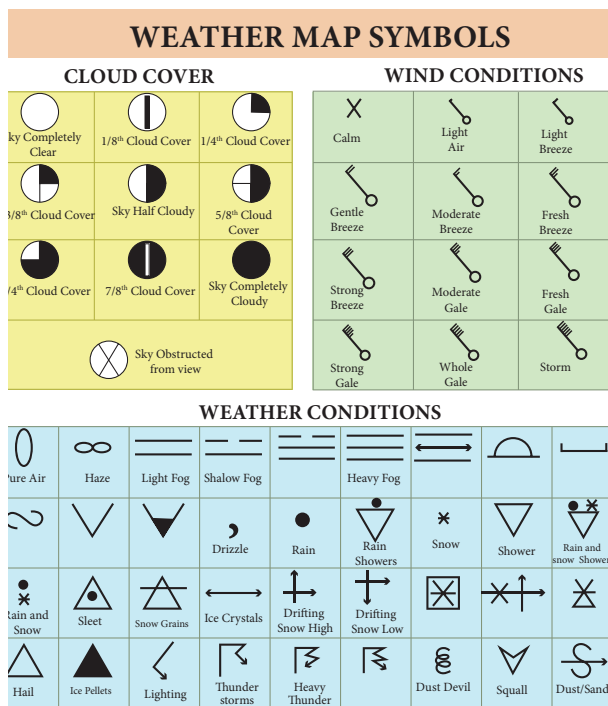 WEATHER MAP SYMBOLS
CLOUD COVER
ky Completely
Clear
1/8th Cloud Cover
1/4th Cloud Cover
3/8th Cloud Cover
Sky Half Cloudy
5/8th Cloud
Cover
/4th Cloud Cover
7/8th Cloud Cover
Sky Completely
Cloudy
Sky Obstructed
from view
WIND CONDITIONS
Calm
Light
Air
Light
Breeze
Gentle
Breeze
Moderate
Breeze
Fresh
Breeze
Strong
Breeze
Moderate
Gale
Fresh
Gale
Strong
Gale
Whole
Gale
Storm
WEATHER CONDITIONS
Pure Air
Haze
Light Fog
Shalow Fog
Heavy Fog
Drizzle
Rain
Rain
Showers
Snow
Shower
Rain and
snow Shower
Rain and
Snow
Sleet
Snow Grains
Ice Crystals
Drifting
Snow High
Drifting
Snow Low
Hail
Ice Pellets
Lighting
Thunder
storms
Heavy
Thunder
Dust Devil
Squall
Dust/Sand